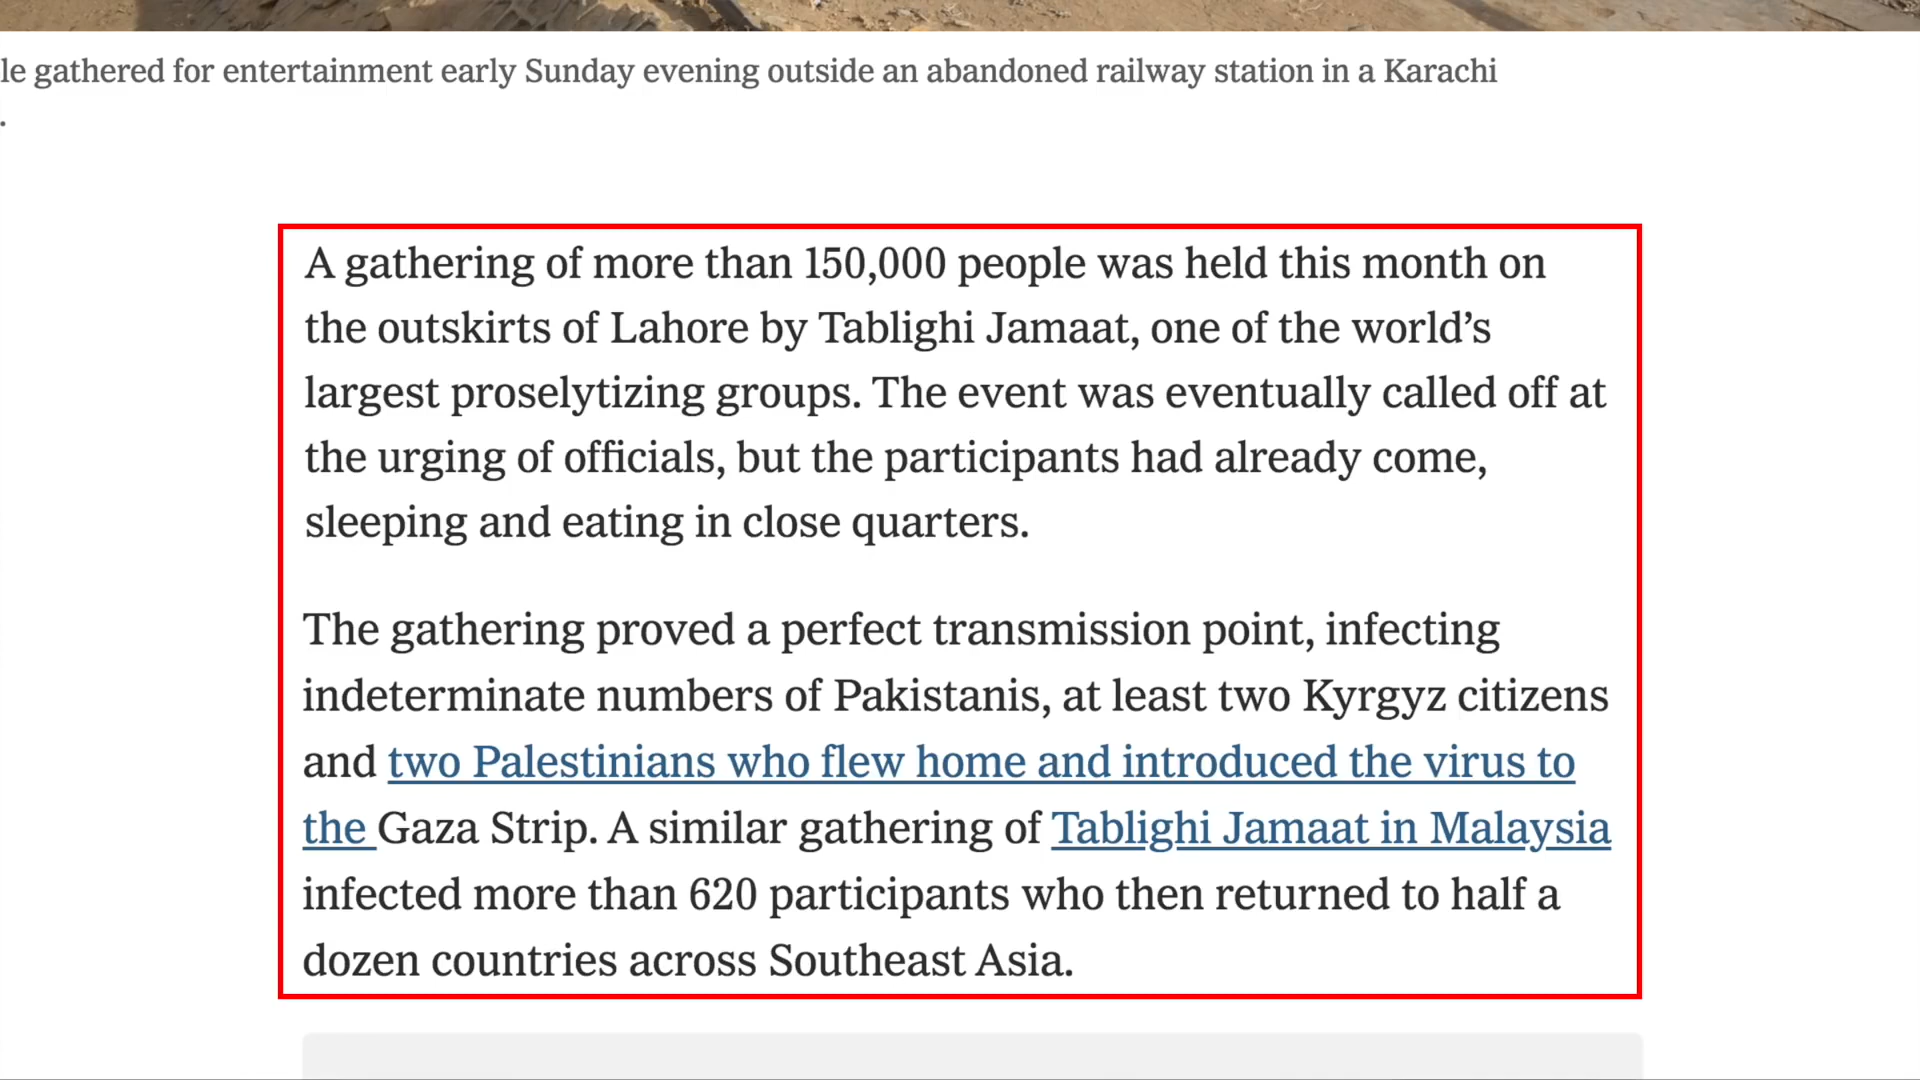 le gathered for entertainment early Sunday evening outside an abandoned railway station in a Karachi
.
A gathering of more than 150,000 people was held this month on
the outskirts of Lahore by Tablighi Jamaat, one of the world’s
largest proselytizing groups. The event was eventually called off at
the urging of officials, but the participants had already come,
sleeping and eating in close quarters.
The gathering proved a perfect transmission point, infecting
indeterminate numbers of Pakistanis, at least two Kyrgyz citizens
and two Palestinians who flew home and introduced the virus to
the Gaza Strip. A similar gathering of Tablighi Jamaat in Malaysia
infected more than 620 participants who then returned to half a
dozen countries across Southeast Asia.